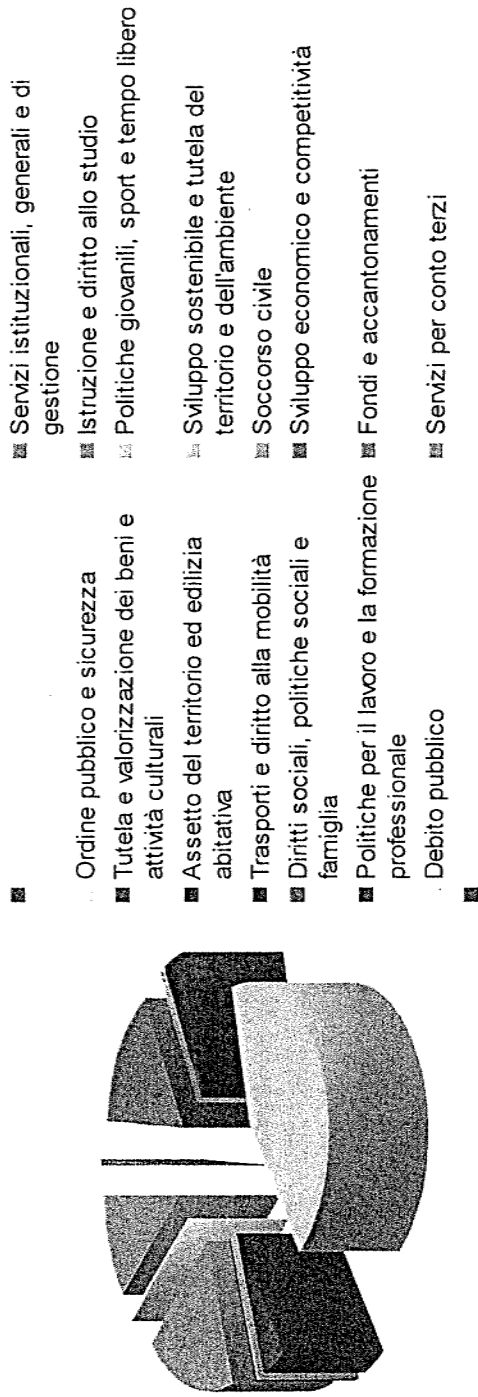 Ordine pubblico e sicurezza
Tutela e valorizzazione dei beni e
attività culturali
Assetto del territorio ed edilizia
abitativa
Trasporti e diritto alla mobilità
Diritti sociali, politiche sociali e
famiglia
Politiche per il lavoro e la formazione
professionale
Debito pubblico
Servizi istituzionali, generali e di
gestione
Istruzione e diritto allo studio
Politiche giovanili, sport e tempo libero
Sviluppo sostenibile e tutela del
territorio e dell'ambiente
Soccorso civile
Sviluppo economico e competitività
Fondi e accantonamenti
Servizi per conto terzi